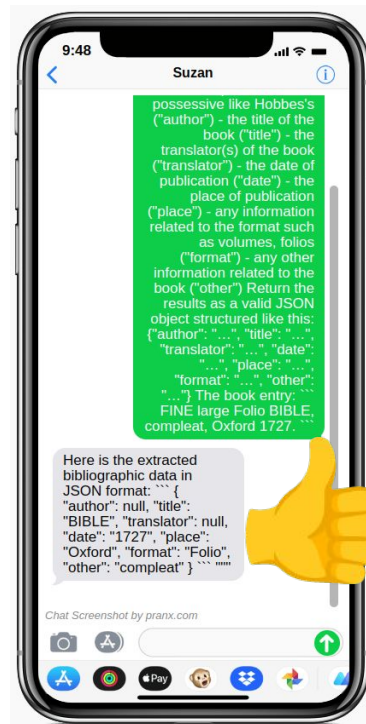 9:48
Suzan
possessive like Hobbes's
("author") - the title of the
book ("title") - the
translator(s) of the book
("translator") - the date of
publication ("date") - the
place of publication
("place") - any information
related to the format such
as volumes, folios
("format") - any other
information related to the
book ("other") Return the
results as a valid JSON
object structured like this:
{"author": "…", "title": "…",
"translator": "…", "date":
"…", "place": "…",
"format": "…", "other":
"…"} The book entry: ```
FINE large Folio BIBLE,
compleat, Oxford 1727. ```
Here is the extracted
bibliographic data in
JSON format: ``` {
"author": null, "title":
"BIBLE", "translator": null,
"date": "1727", "place":
"Oxford", "format": "Folio",
"other": "compleat" } ``` """
Chat Screenshot by pranx.com
Pay